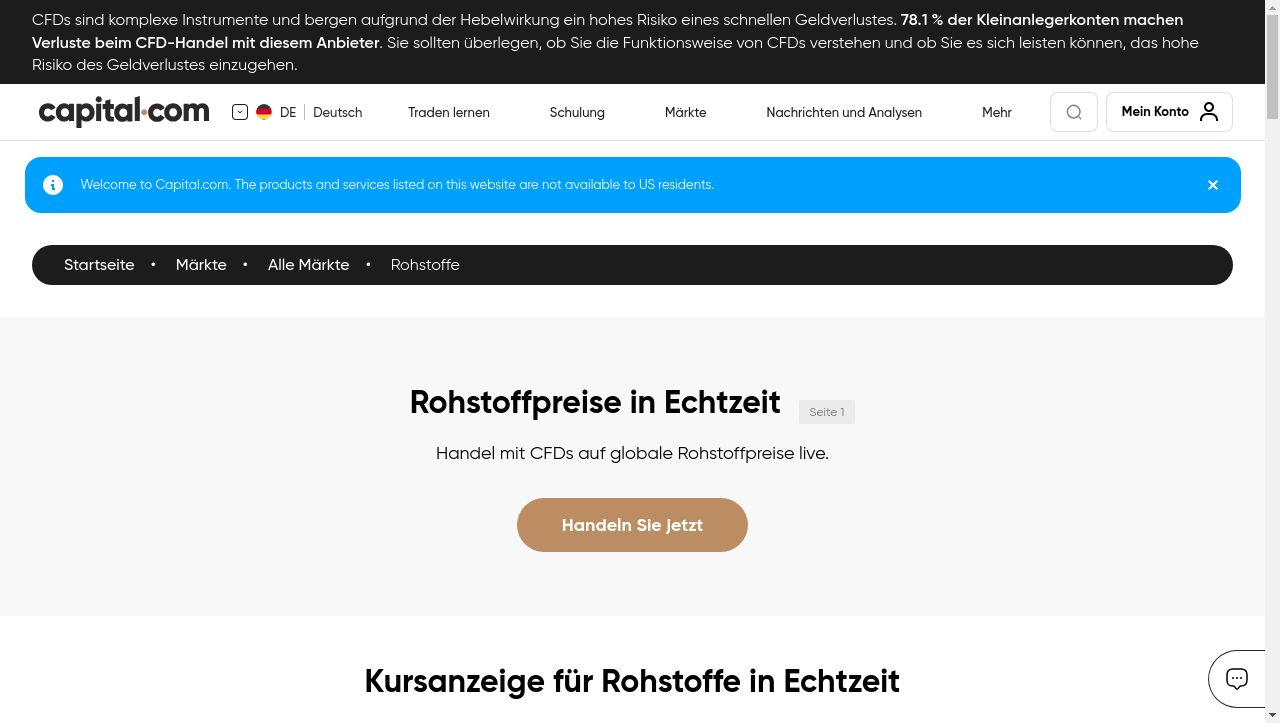 CFDs sind komplexe Instrumente und bergen aufgrund der Hebelwirkung ein hohes Risiko eines schnellen Geldverlustes. 78.1 % der Kleinanlegerkonten machen
Verluste beim CFD-Handel mit diesem Anbieter. Sie sollten überlegen, ob Sie die Funktionsweise von CFDs verstehen und ob Sie es sich leisten können, das hohe
Risiko des Geldverlustes einzugehen.
capital.com DE Deutsch Traden lernen Schulung Märkte Nachrichten und Analysen Mehr Mein Konto
Welcome to Capital.com. The products and services listed on this website are not available to US residents.
Startseite • Märkte • Alle Märkte • Rohstoffe
Rohstoffpreise in Echtzeit Seite 1
Handel mit CFDs auf globale Rohstoffpreise live.
Handeln Sie jetzt
Kursanzeige für Rohstoffe in Echtzeit